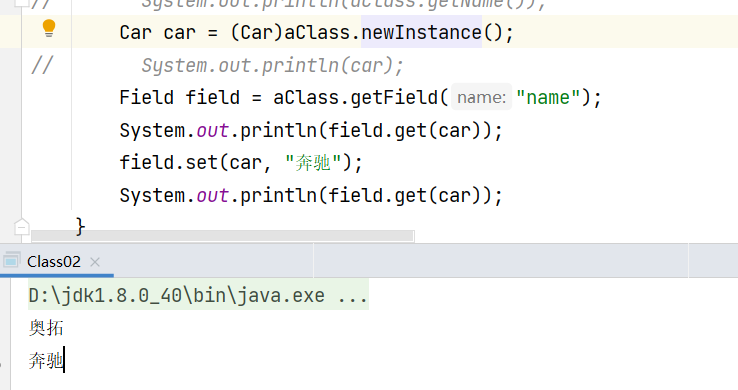 //        System.out.println(aClass.getName());
Car car = (Car)aClass.newInstance();
//        System.out.println(car);
Field field = aClass.getField( name: "name");
System.out.println(field.get(car));
field.set(car, "奔驰");
System.out.println(field.get(car));
}
Class02
D:\jdk1.8.0_40\bin\java.exe ...
奥拓
奔驰